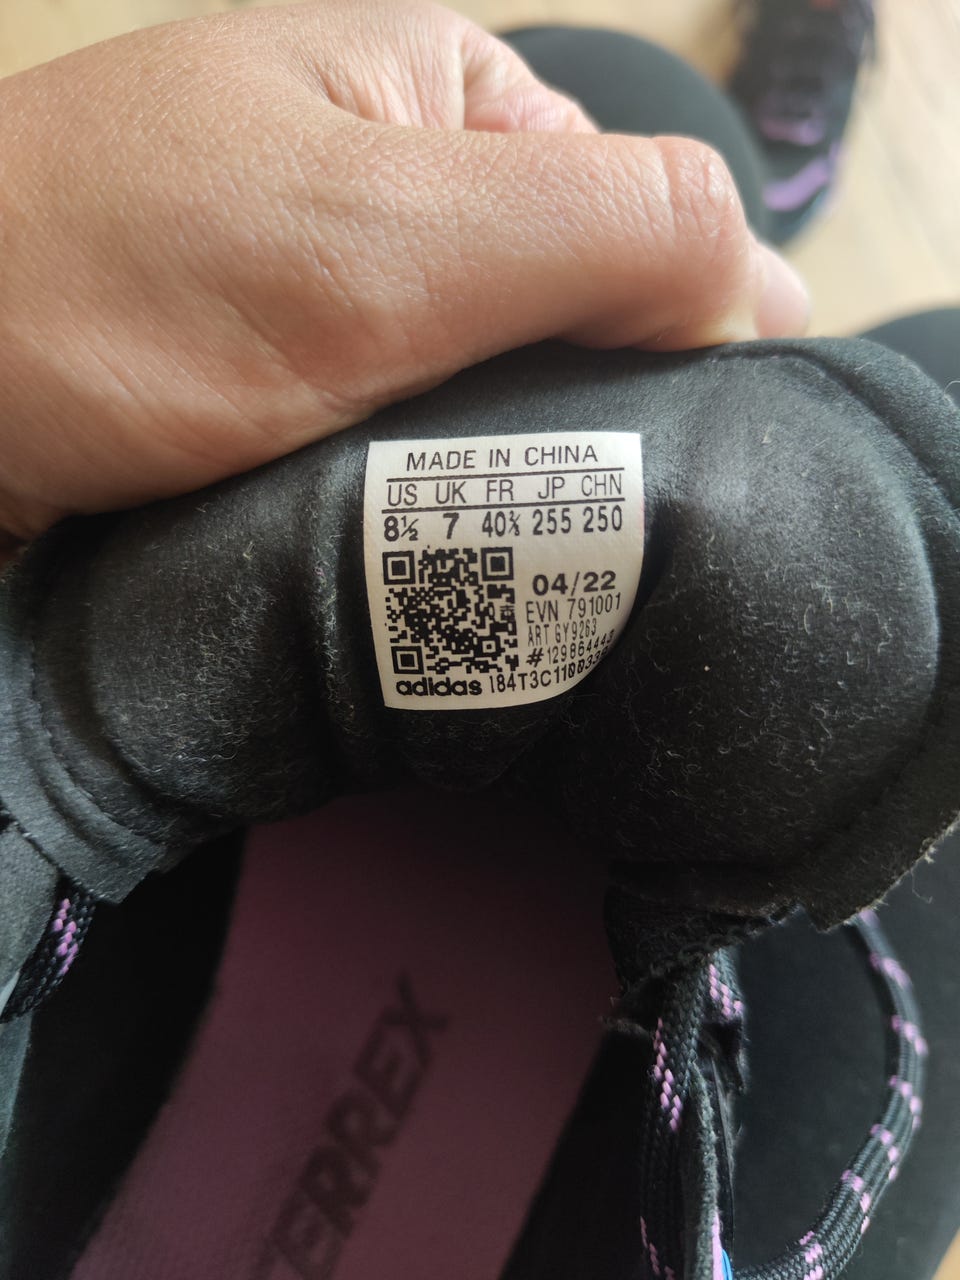 MADE IN CHINA
US UK FR JP CHN
8½ 7 40⅔ 255 250
04/22
EVN 791001
ART GY9263
adidas
TERREX